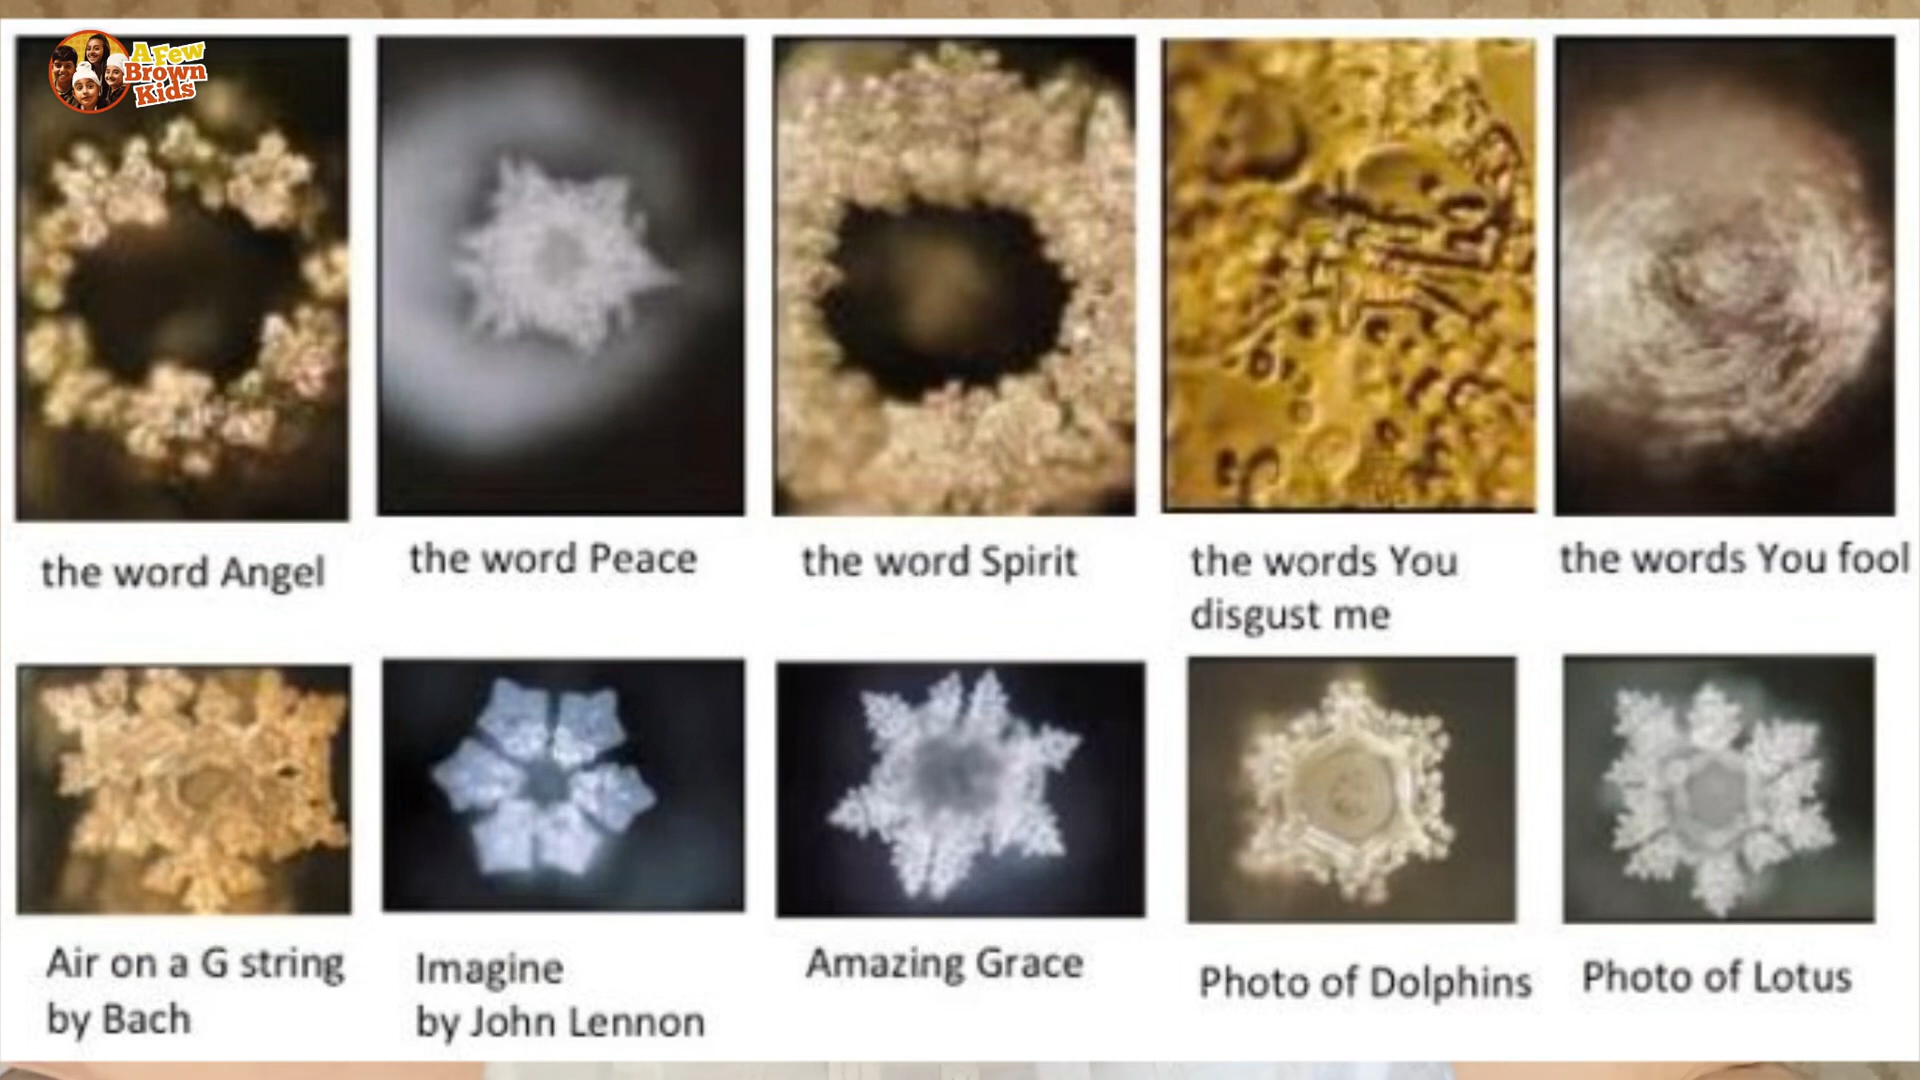 A Few
Brown
Kids
the word Angel
the word Peace
the word Spirit
the words You
disgust me
the words You fool
Air on a G string
by Bach
Imagine
by John Lennon
Amazing Grace
Photo of Dolphins
Photo of Lotus